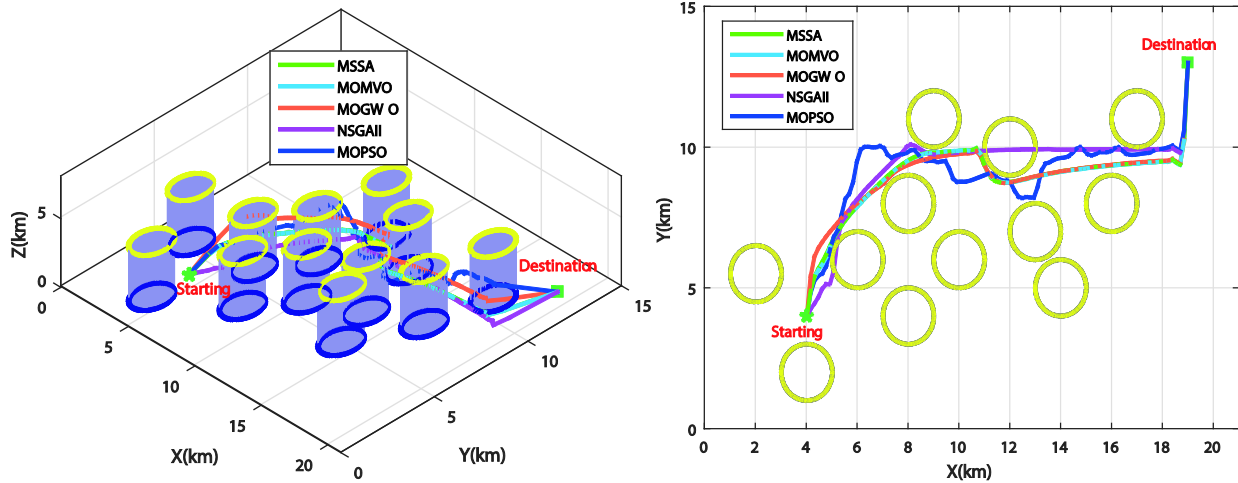 MSSA
MOMVO
MOGW O
NSGAII
MOPSO
Z(km)
5
0
0
5
10
15
20
X(km)
0
5
10
15
Y(km)
Starting
Destination
15
10
5
0
Y(km)
MSSA
MOMVO
MOGW O
NSGAII
MOPSO
Destination
Starting
0
2
4
6
8
10
12
14
16
18
20
X(km)